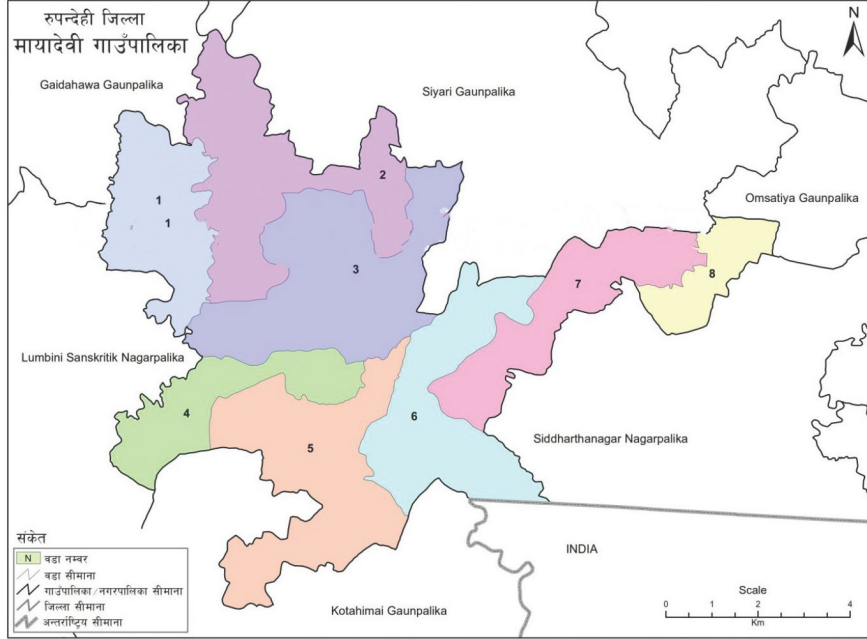 रुपन्देही जिल्ला
मायादेवी गाउँपालिका
N
Gaidahawa Gaunpalika
Siyari Gaunpalika
Omsatiya Gaunpalika
1
1
2
3
7
8
Lumbini Sanskritik Nagarpalika
4
6
5
Siddharthanagar Nagarpalika
INDIA
Kotahimai Gaunpalika
संकेत
N वडा नम्बर
वडा सीमाना
गाउँपालिका/नगरपालिका सीमाना
जिल्ला सीमाना
अन्तर्राष्ट्रिय सीमाना
Scale
0 1 2 4
Km